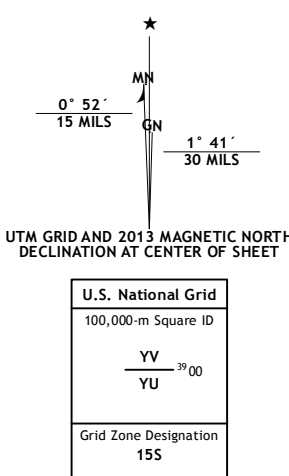 ★
MN
0° 52´
15 MILS
GN
1° 41´
30 MILS
UTM GRID AND 2013 MAGNETIC NORTH
DECLINATION AT CENTER OF SHEET
U.S. National Grid
100,000-m Square ID
YV
39 00
YU
Grid Zone Designation
15S